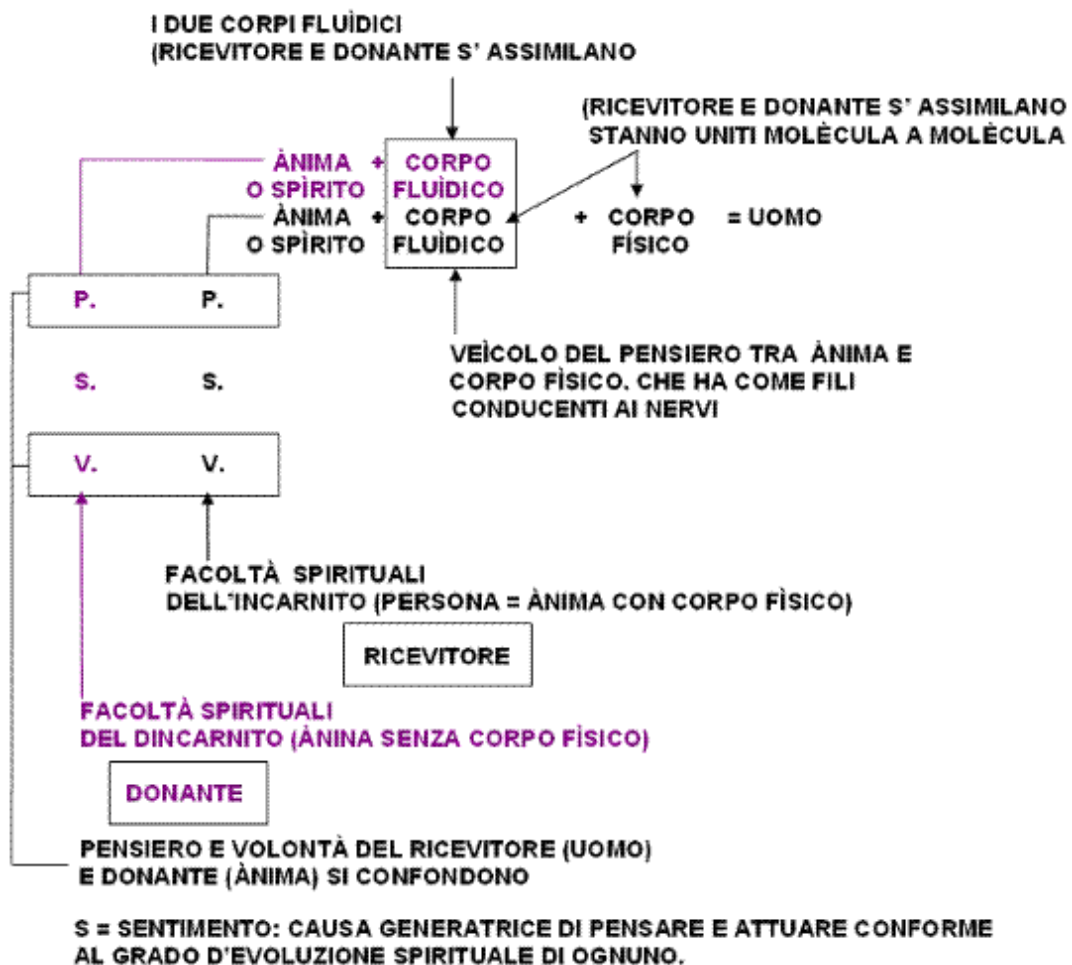 I DUE CORPI FLUÌDICI
(RICEVITORE E DONANTE S' ASSIMILANO
(RICEVITORE E DONANTE S' ASSIMILANO
STANNO UNITI MOLÈCULA A MOLÈCULA
ÀNIMA + CORPO
O SPÌRITO FLUÌDICO
ÀNIMA + CORPO + CORPO = UOMO
O SPÌRITO FLUÌDICO FÍSICO
P. P.
VEÌCOLO DEL PENSIERO TRA ÀNIMA E
CORPO FÌSICO. CHE HA COME FILI
CONDUCENTI AI NERVI
S. S.
V. V.
FACOLTÀ SPIRITUALI
DELL'INCARNITO (PERSONA = ÀNIMA CON CORPO FÌSICO)
RICEVITORE
FACOLTÀ SPIRITUALI
DEL DINCARNITO (ÀNINA SENZA CORPO FÌSICO)
DONANTE
PENSIERO E VOLONTÀ DEL RICEVITORE (UOMO)
E DONANTE (ÀNIMA) SI CONFONDONO
S = SENTIMENTO: CAUSA GENERATRICE DI PENSARE E ATTUARE CONFORME
AL GRADO D'EVOLUZIONE SPIRITUALE DI OGNUNO.